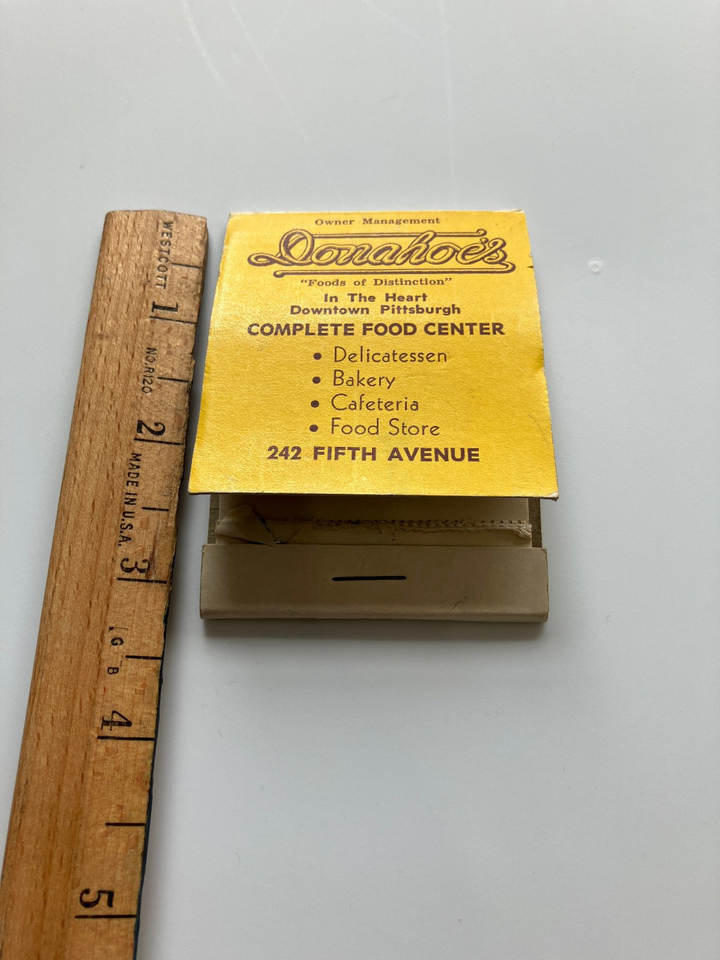 Owner Management
Donahoe's
"Foods of Distinction"
In The Heart
Downtown Pittsburgh
COMPLETE FOOD CENTER
• Delicatessen
• Bakery
• Cafeteria
• Food Store
242 FIFTH AVENUE
WESTCOTT
1
NO. R120
2
MADE IN U.S.A.
3
G
B
4
5